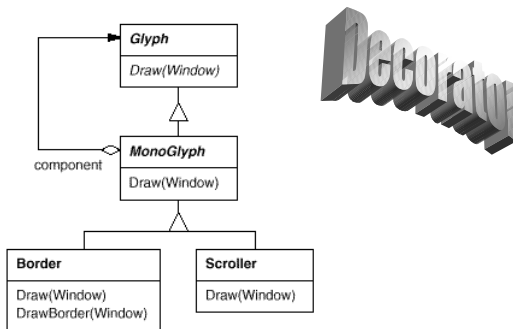 Glyph
Draw(Window)
Decorator
component
MonoGlyph
Draw(Window)
Border
Draw(Window)
DrawBorder(Window)
Scroller
Draw(Window)